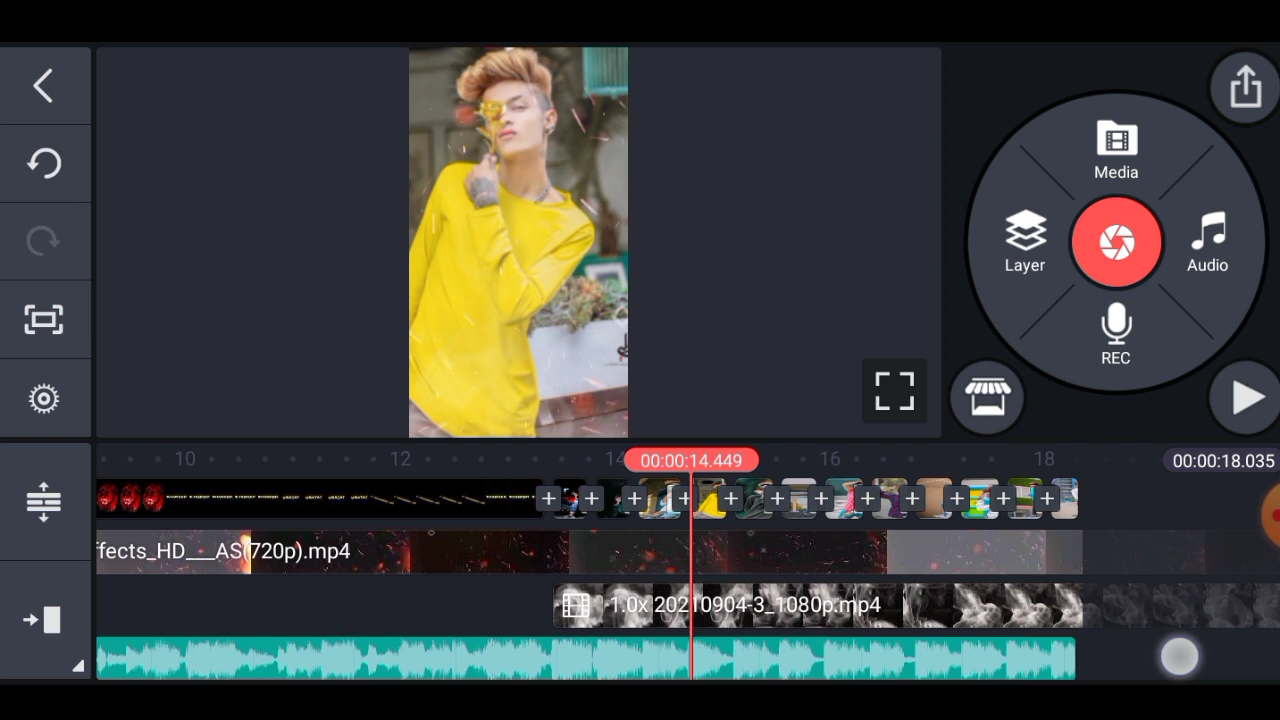 Media
Layer
Audio
REC
10
12
14
00:00:14.449
16
18
00:00:18.035
ffects_HD___AS(720p).mp4
1.0x 20210904-3_1080p.mp4